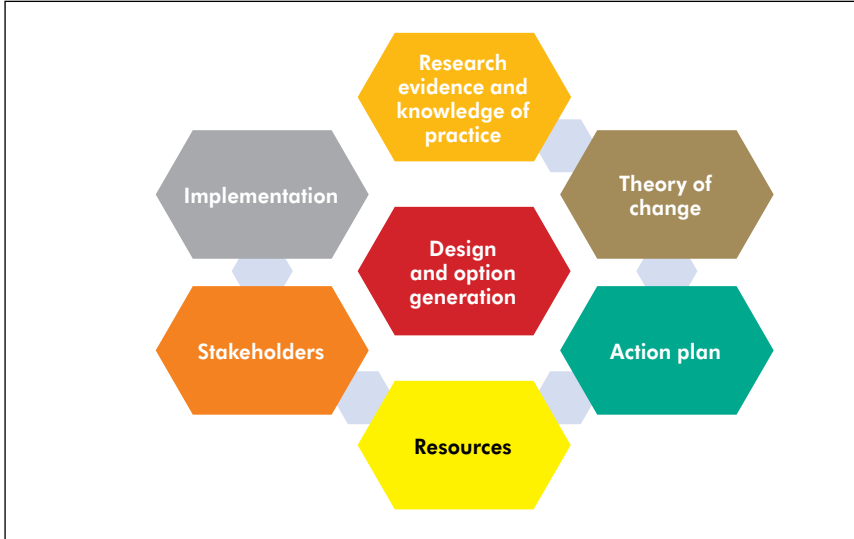 Research
evidence and
knowledge of
practice
Implementation
Theory of
change
Design
and option
generation
Stakeholders
Action plan
Resources